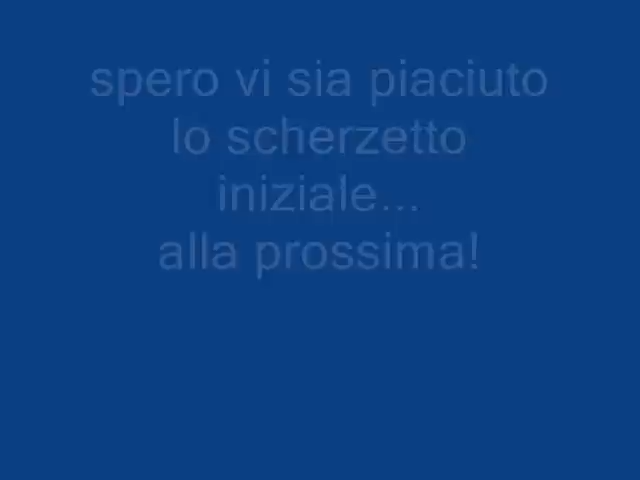 spero vi sia piaciuto
lo scherzetto
iniziale...
alla prossima!